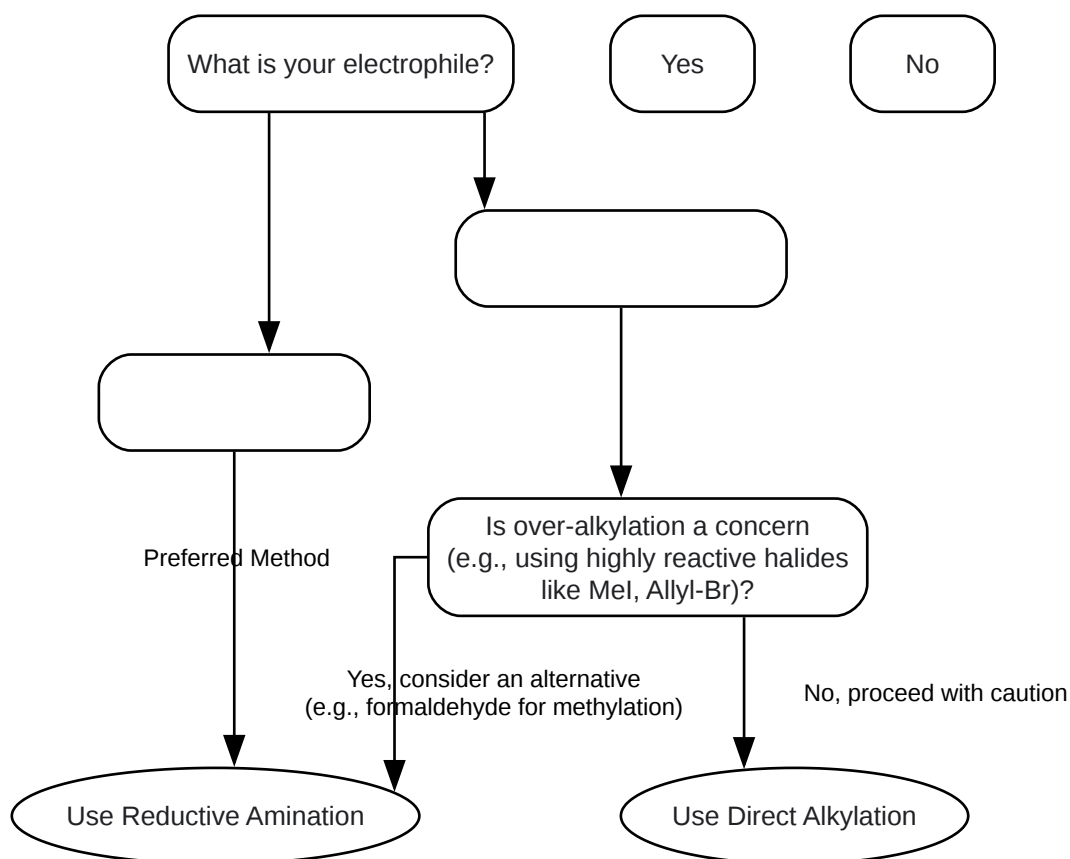 What is your electrophile?
Yes
No
Is over-alkylation a concern
(e.g., using highly reactive halides
like MeI, Allyl-Br)?
Preferred Method
Yes, consider an alternative
(e.g., formaldehyde for methylation)
No, proceed with caution
Use Reductive Amination
Use Direct Alkylation